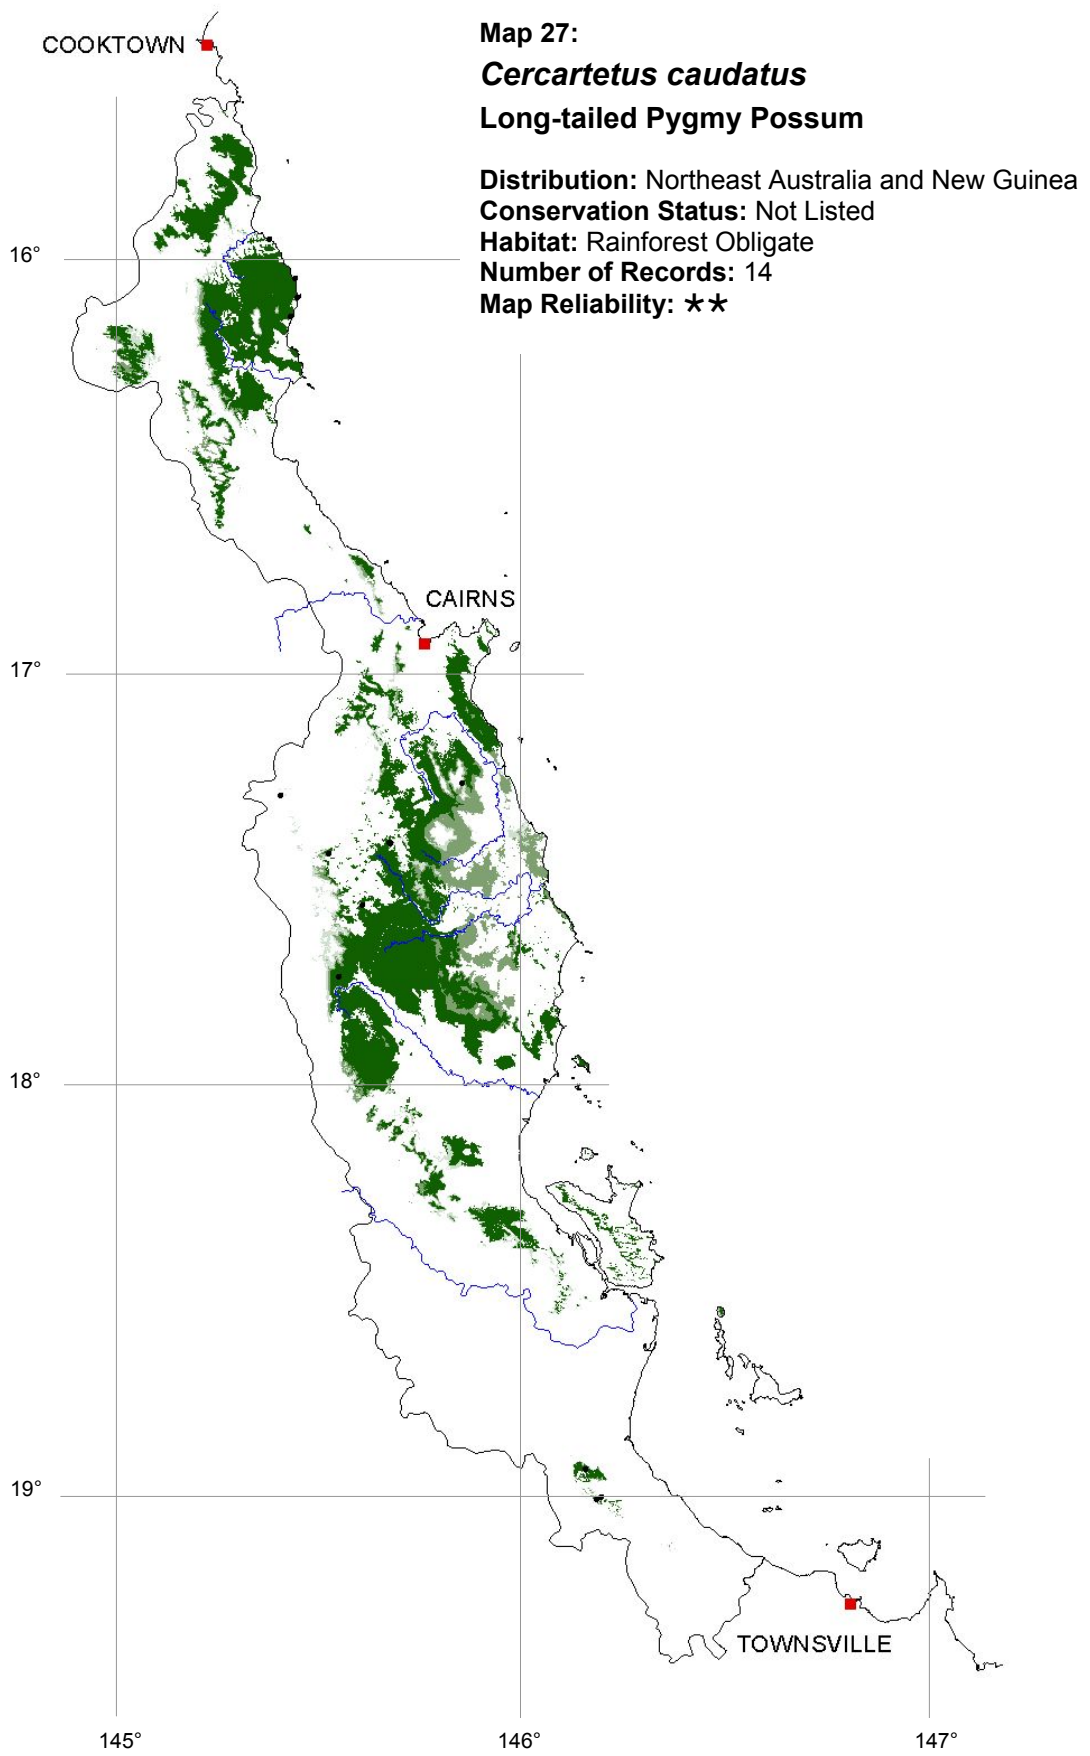 Map 27:
Cercartetus caudatus
Long-tailed Pygmy Possum
Distribution: Northeast Australia and New Guinea
Conservation Status: Not Listed
Habitat: Rainforest Obligate
Number of Records: 14
Map Reliability: **
COOKTOWN
16°
CAIRNS
17°
18°
19°
TOWNSVILLE
145°
146°
147°